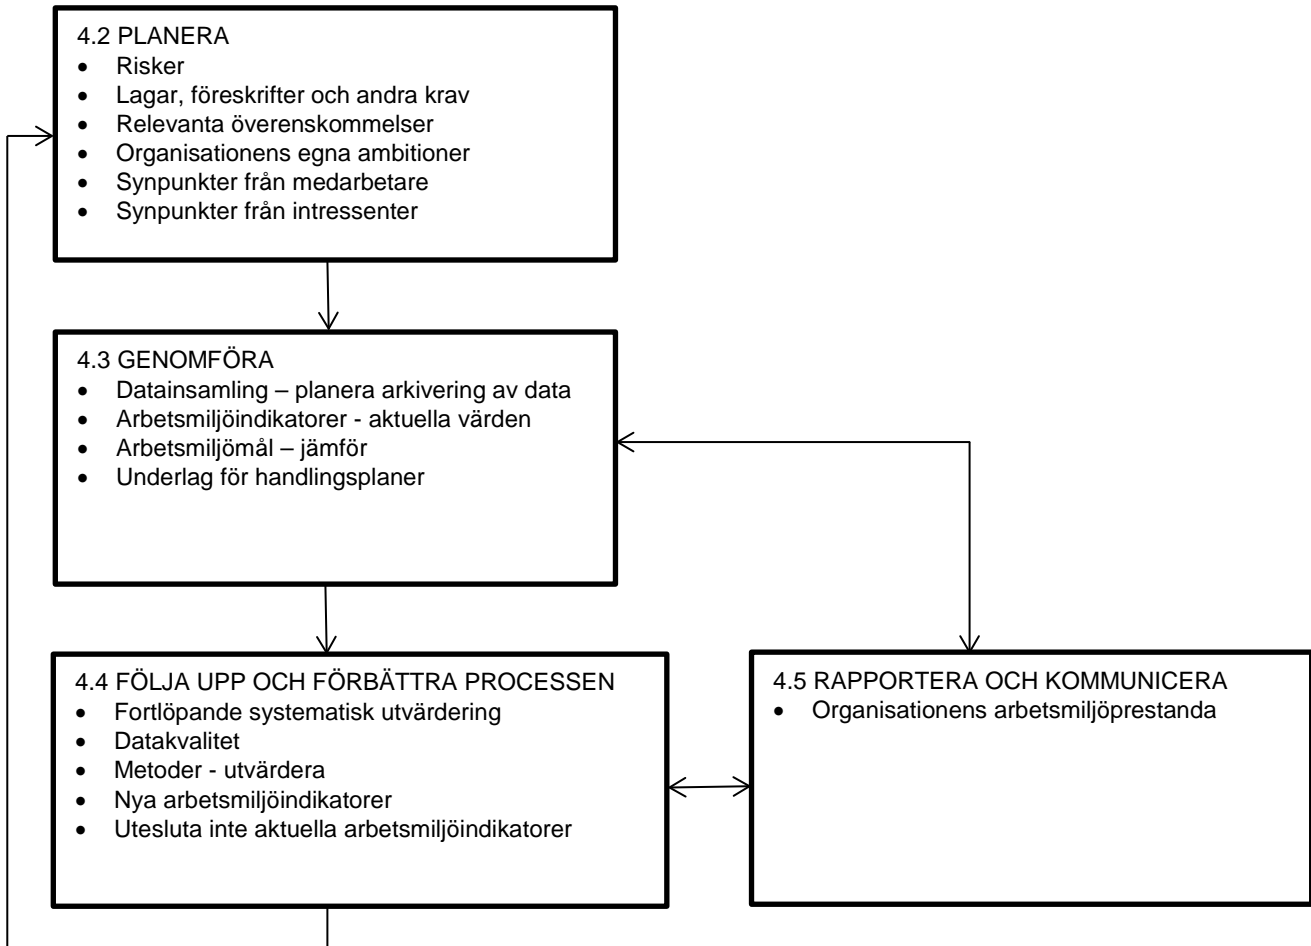 4.2 PLANERA
• Risker
• Lagar, föreskrifter och andra krav
• Relevanta överenskommelser
• Organisationens egna ambitioner
• Synpunkter från medarbetare
• Synpunkter från intressenter
4.3 GENOMFÖRA
• Datainsamling – planera arkivering av data
• Arbetsmiljöindikatorer - aktuella värden
• Arbetsmiljömål – jämför
• Underlag för handlingsplaner
4.4 FÖLJA UPP OCH FÖRBÄTTRA PROCESSEN
• Fortlöpande systematisk utvärdering
• Datakvalitet
• Metoder - utvärdera
• Nya arbetsmiljöindikatorer
• Utesluta inte aktuella arbetsmiljöindikatorer
4.5 RAPPORTERA OCH KOMMUNICERA
• Organisationens arbetsmiljöprestanda